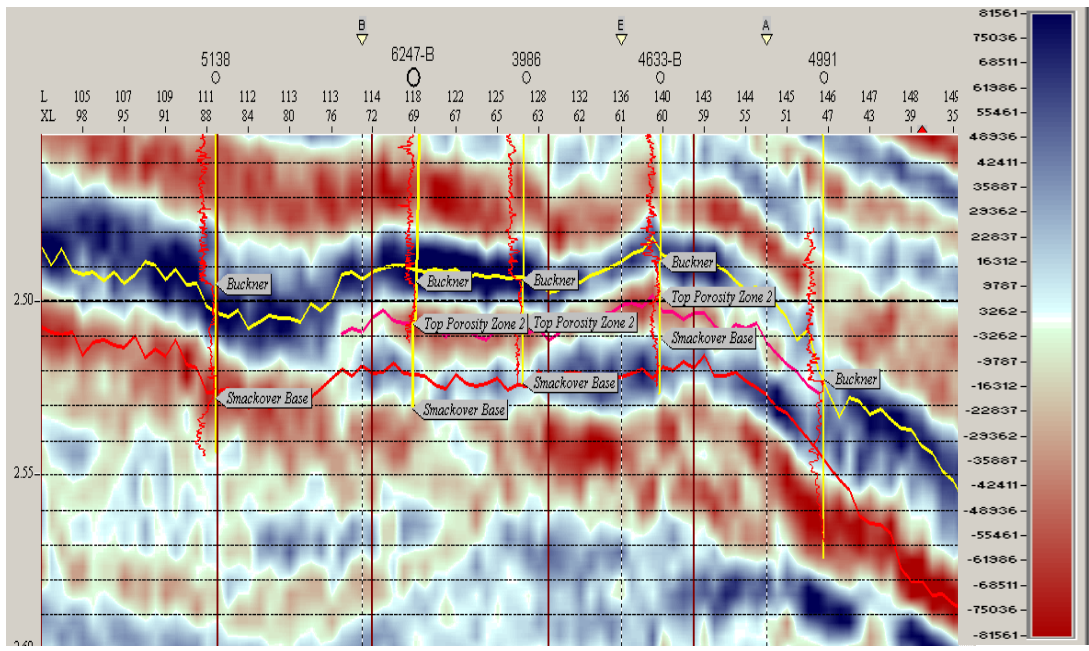 B E A
5138 6247-B 3986 4633-B 4991
L 105 107 109 111 112 113 113 114 118 122 125 128 132 136 140 143 144 145 146 147 148 149
XL 98 95 91 88 84 80 76 72 69 67 65 63 62 61 60 59 55 51 47 43 39 35
Buckner
Buckner
Buckner
Buckner
2.50
Top Porosity Zone 2
Top Porosity Zone 2
Top Porosity Zone 2
Smackover Base
Buckner
Smackover Base
Smackover Base
Smackover Base
2.55
81561
75036
68511
61986
55461
48936
42411
35887
29362
22837
16312
9787
3262
-3262
-9787
-16312
-22837
-29362
-35887
-42411
-48936
-55461
-61986
-68511
-75036
-81561